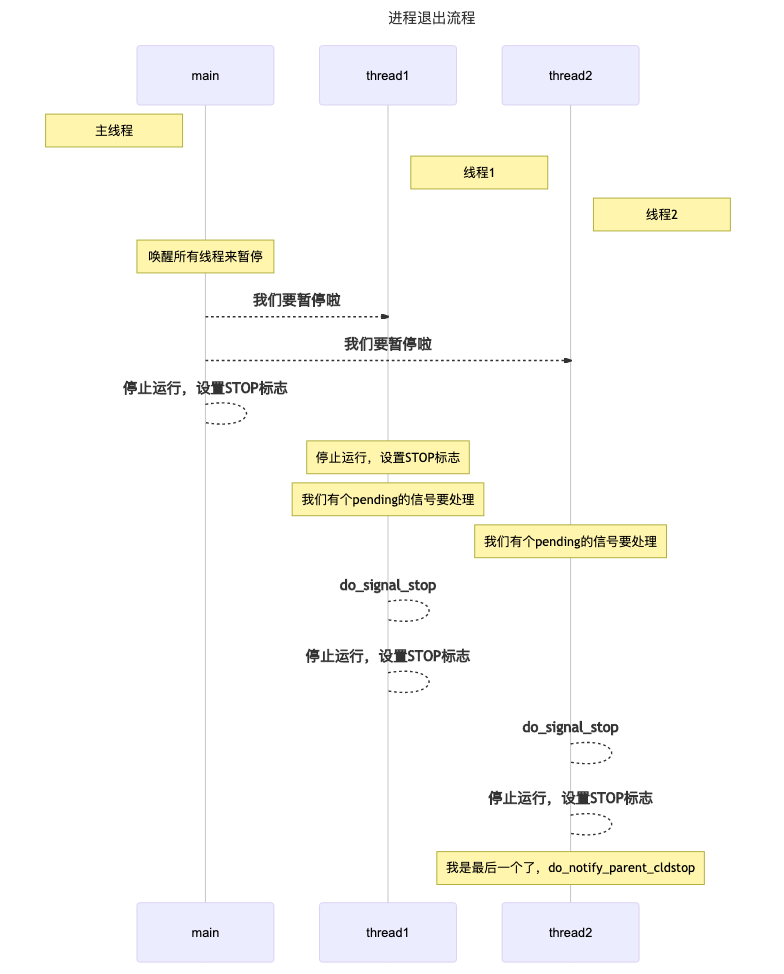 进程退出流程
main
thread1
thread2
主线程
线程1
线程2
唤醒所有线程来暂停
我们要暂停啦
我们要暂停啦
停止运行，设置STOP标志
停止运行，设置STOP标志
我们有个pending的信号要处理
我们有个pending的信号要处理
do_signal_stop
停止运行，设置STOP标志
do_signal_stop
停止运行，设置STOP标志
我是最后一个了，do_notify_parent_cldstop
main
thread1
thread2